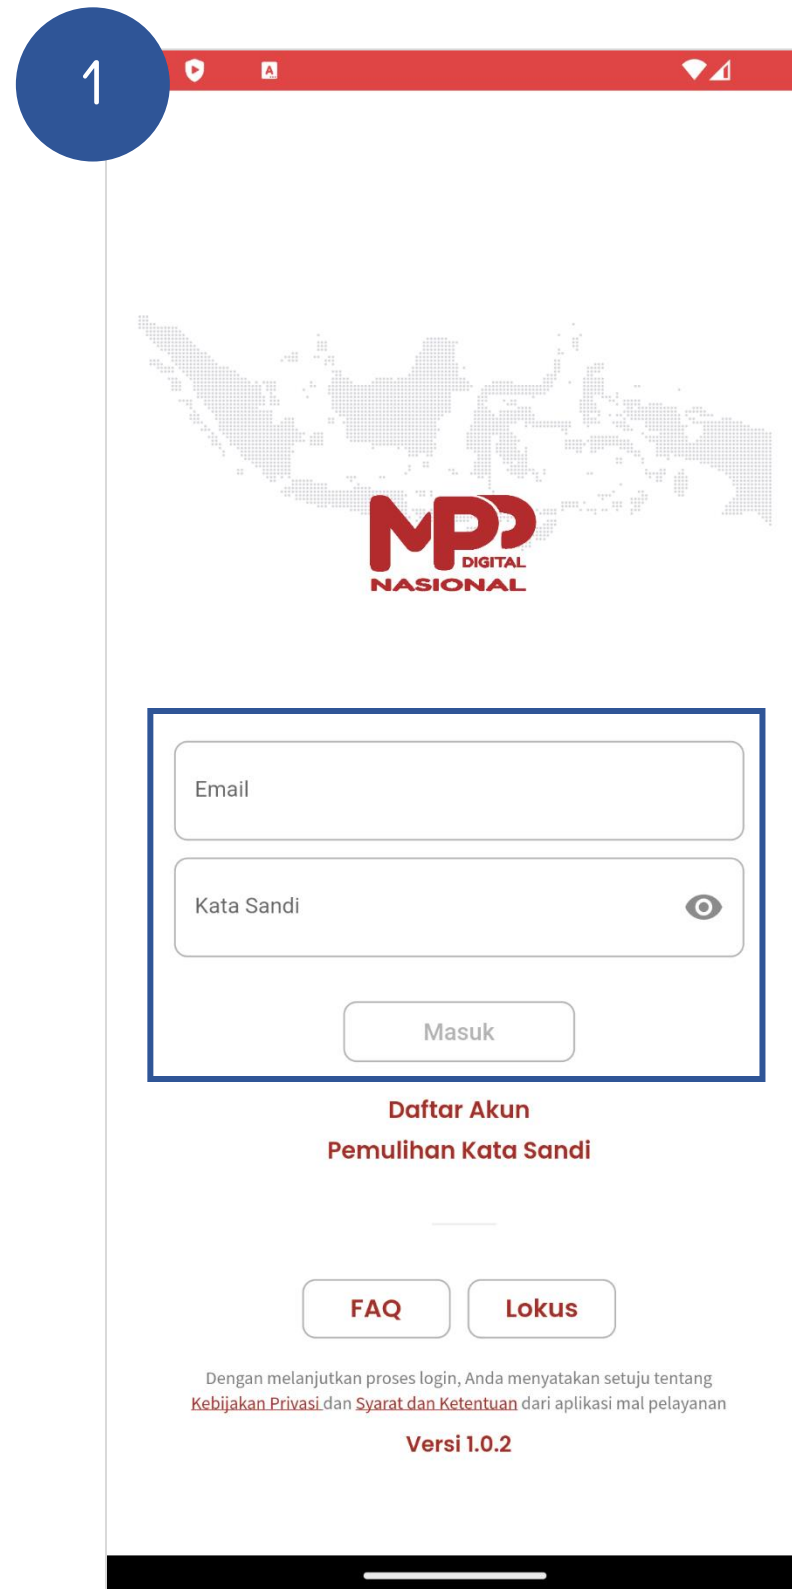 1
MPP
DIGITAL
NASIONAL
Email
Kata Sandi
Masuk
Daftar Akun
Pemulihan Kata Sandi
FAQ
Lokus
Dengan melanjutkan proses login, Anda menyatakan setuju tentang
Kebijakan Privasi dan Syarat dan Ketentuan dari aplikasi mal pelayanan
Versi 1.0.2